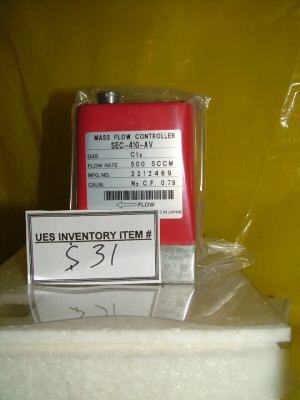 MASS FLOW CONTROLLER
SEC-410-AV
GAS Cl₂
FLOW RATE 500 SCCM
MFG. NO. 2212469
CALIB. N₂ C.F. 0.79
FLOW
IN JAPAN
UES INVENTORY ITEM #
S31